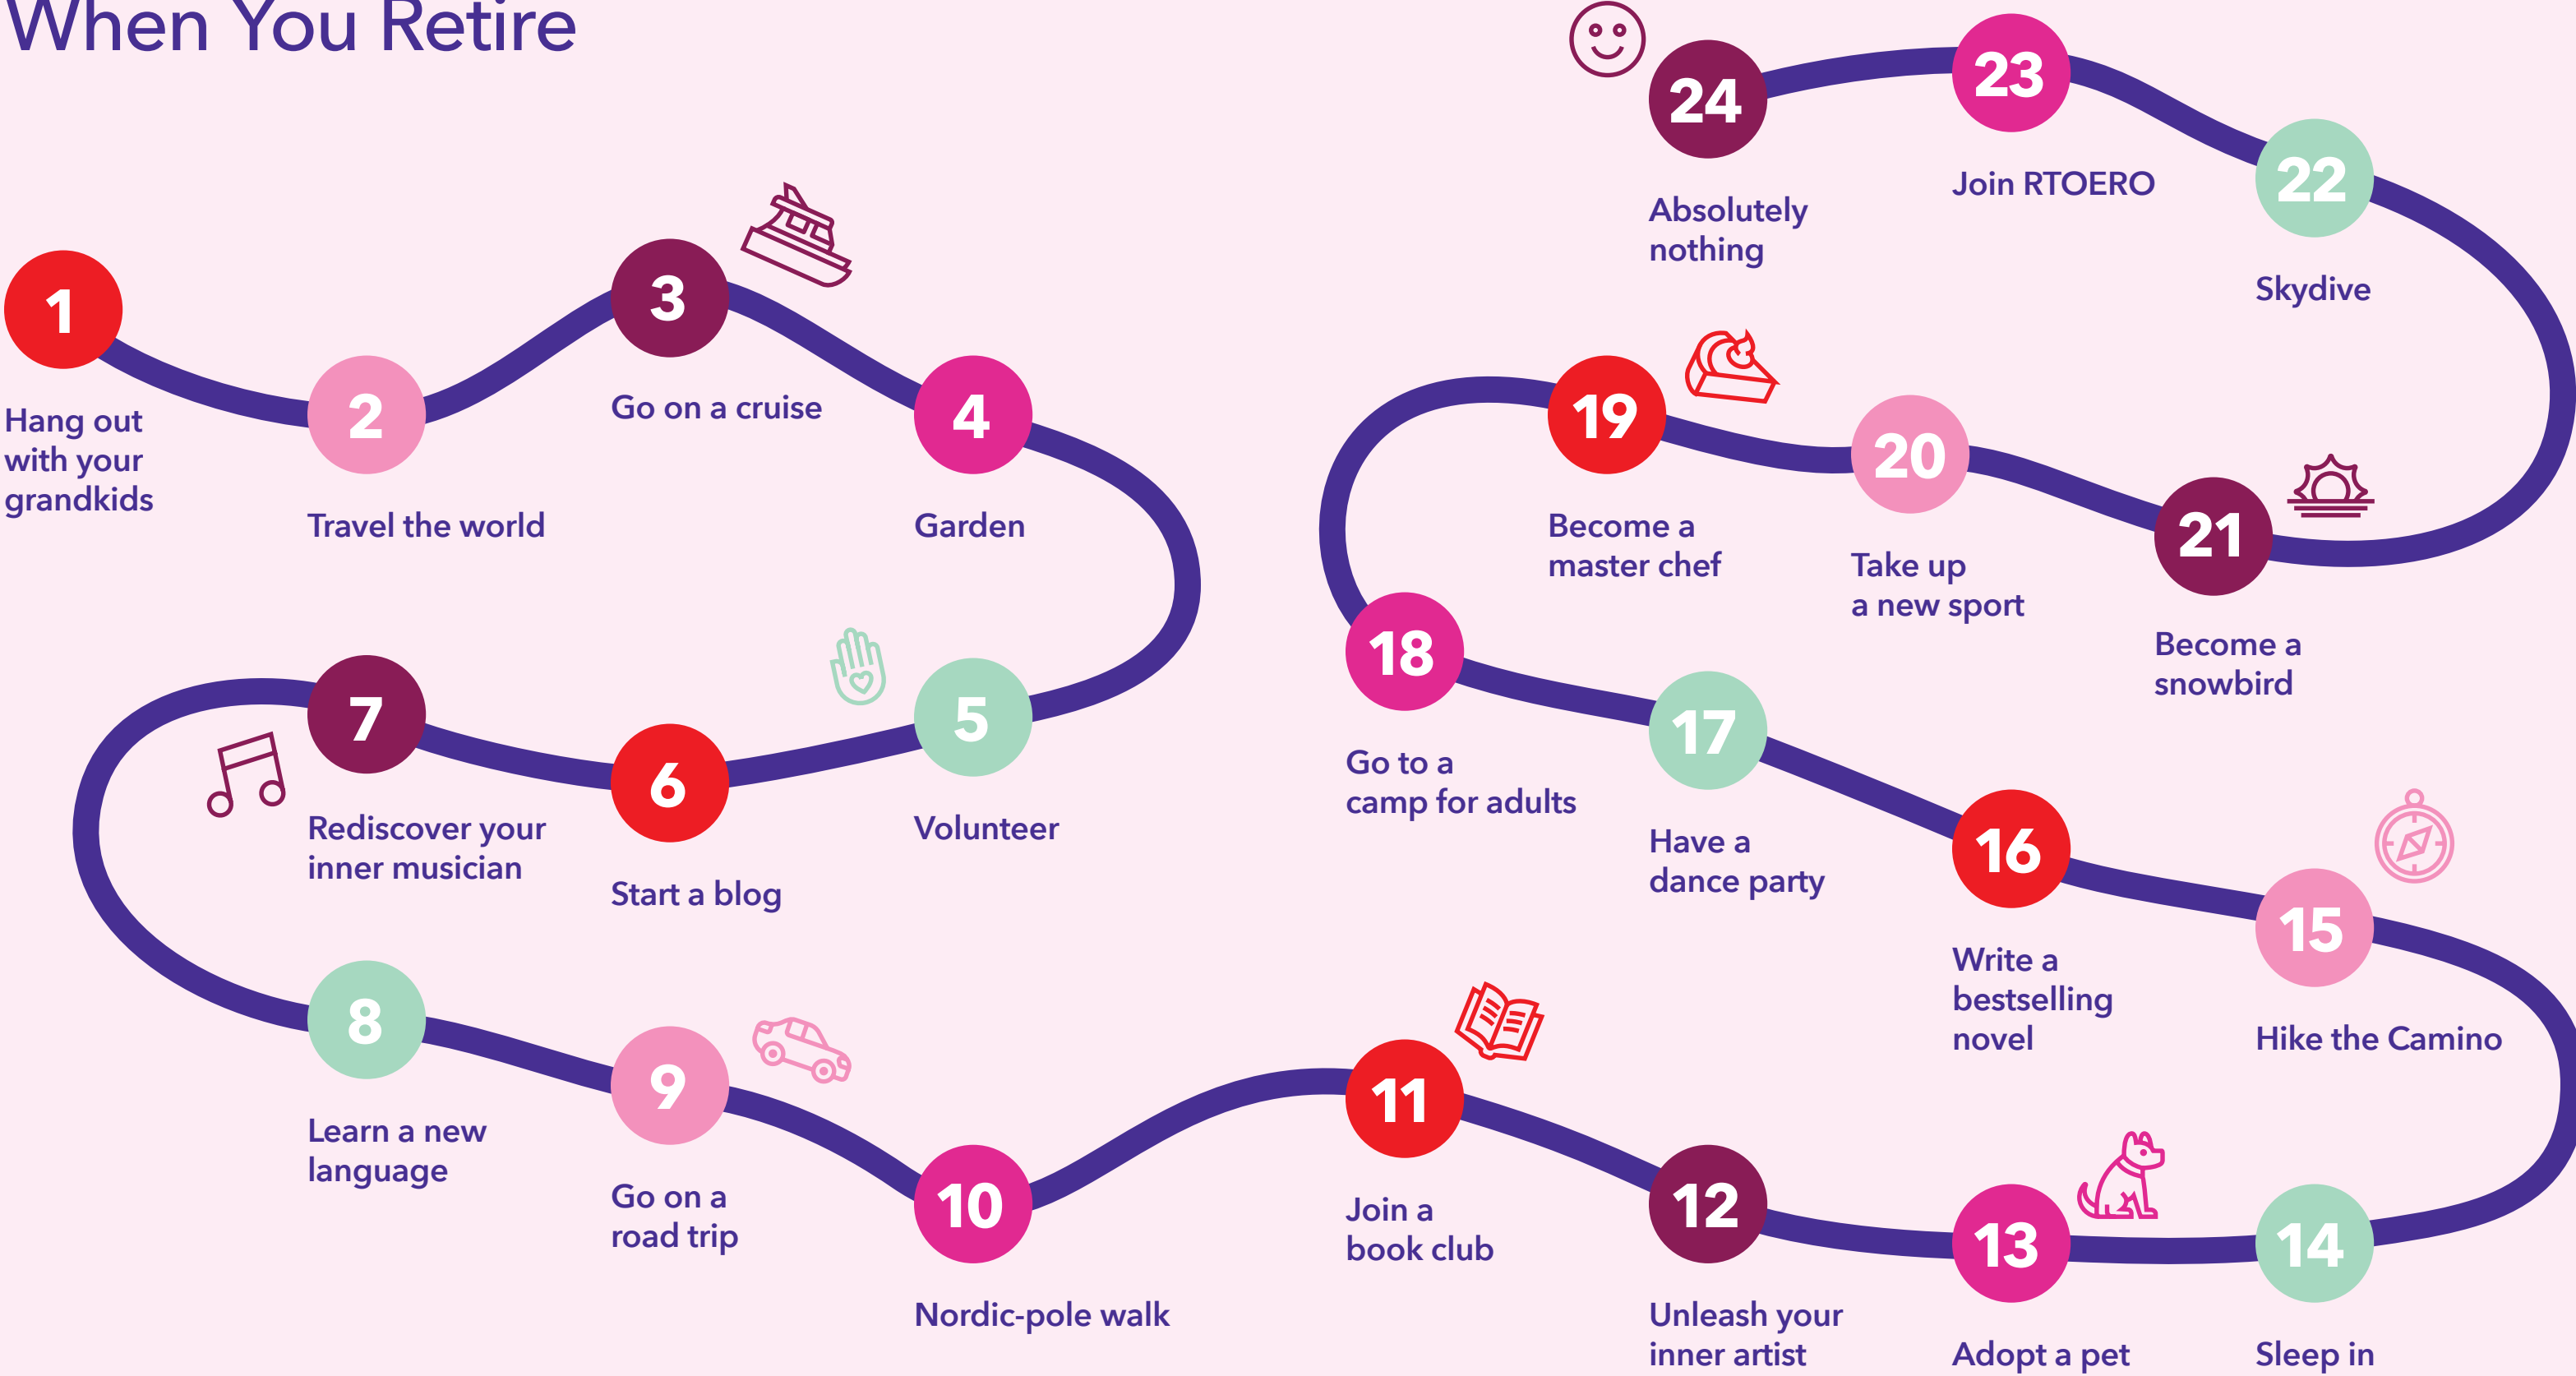 When You Retire
1
Hang out
with your
grandkids
2
Travel the world
3
Go on a cruise
4
Garden
5
Volunteer
6
Start a blog
7
Rediscover your
inner musician
8
Learn a new
language
9
Go on a
road trip
10
Nordic-pole walk
11
Join a
book club
12
Unleash your
inner artist
13
Adopt a pet
14
Sleep in
15
Hike the Camino
16
Write a
bestselling
novel
17
Have a
dance party
18
Go to a
camp for adults
19
Become a
master chef
20
Take up
a new sport
21
Become a
snowbird
22
Skydive
23
Join RTOERO
24
Absolutely
nothing